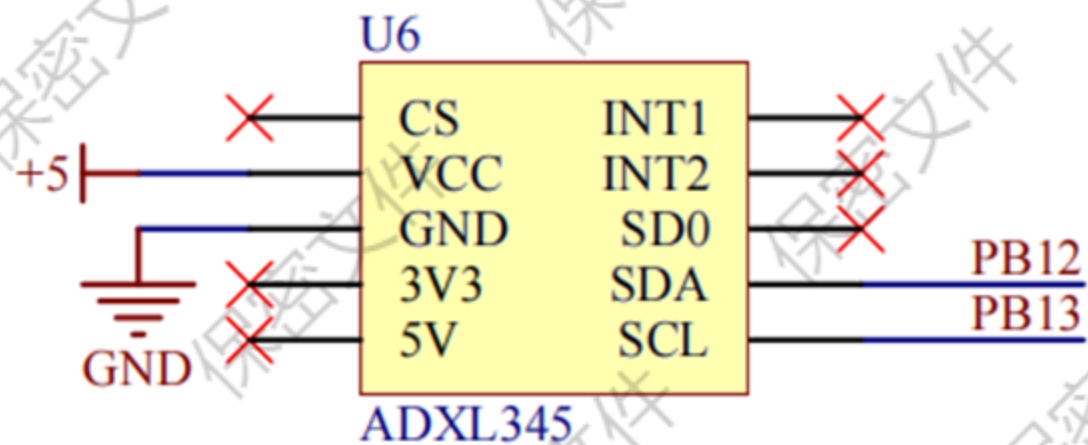 U6
CS INT1
+5 VCC INT2
GND SD0
3V3 SDA PB12
5V SCL PB13
GND
ADXL345
保密文件
保密文件
保密文件